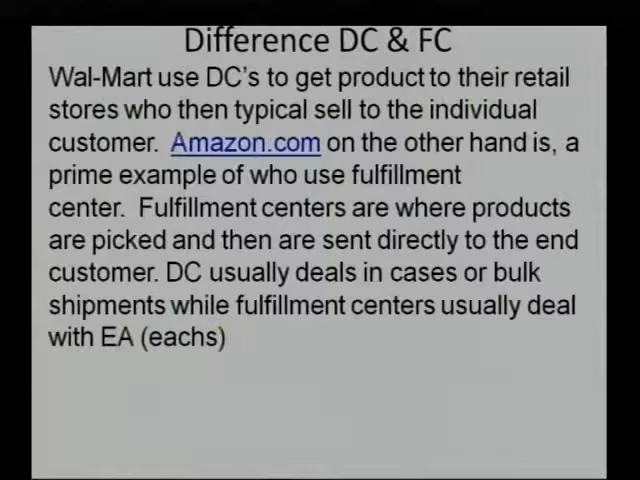 Difference DC & FC
Wal-Mart use DC's to get product to their retail
stores who then typical sell to the individual
customer. Amazon.com on the other hand is, a
prime example of who use fulfillment
center. Fulfillment centers are where products
are picked and then are sent directly to the end
customer. DC usually deals in cases or bulk
shipments while fulfillment centers usually deal
with EA (eachs)